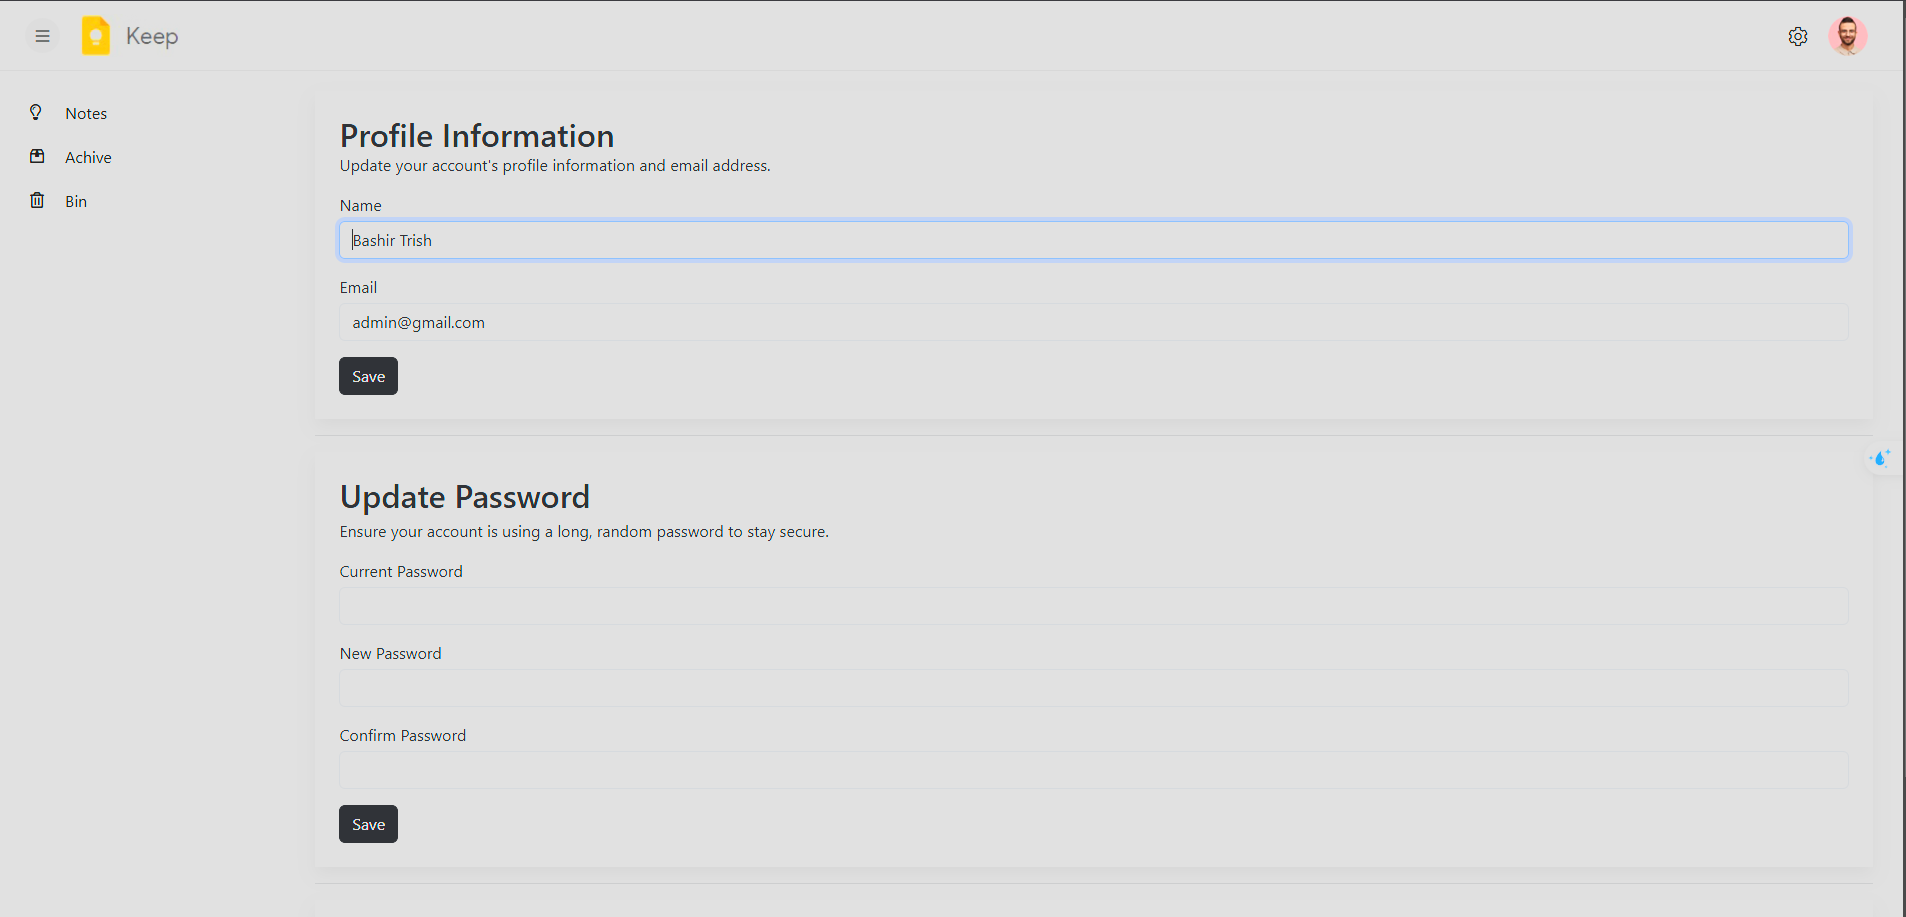 Keep
Notes
Achive
Bin
Profile Information
Update your account's profile information and email address.
Name
Bashir Trish
Email
admin@gmail.com
Save
Update Password
Ensure your account is using a long, random password to stay secure.
Current Password
New Password
Confirm Password
Save